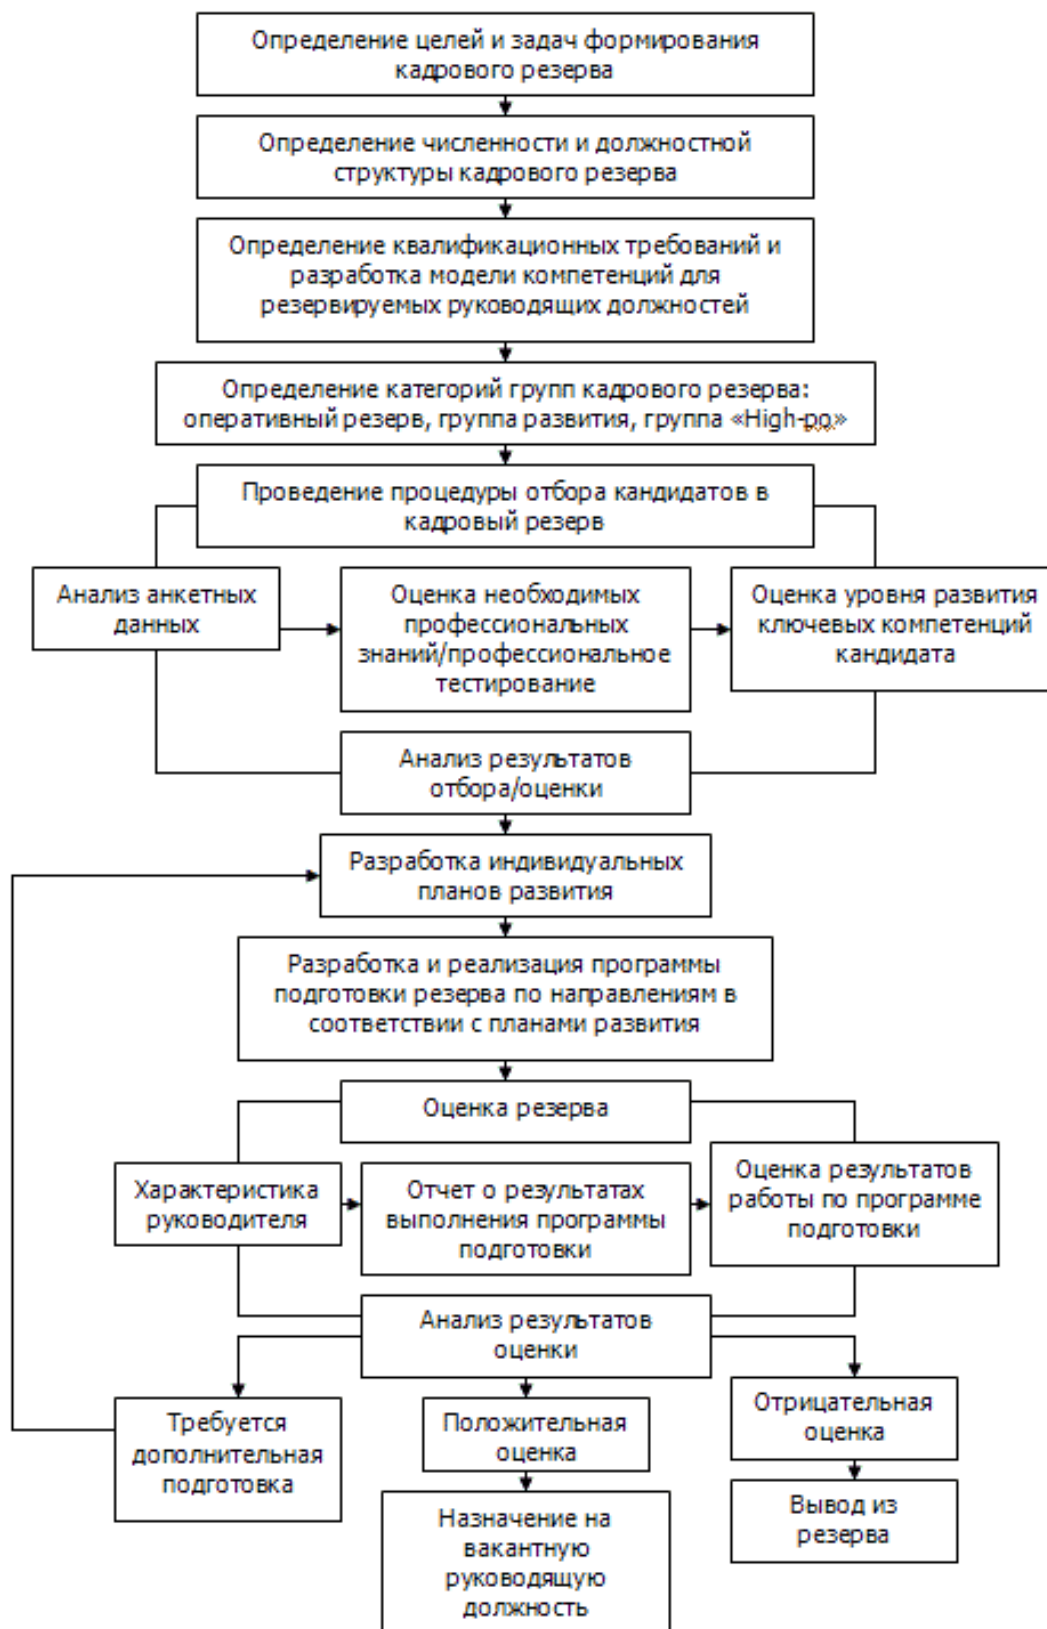 Определение целей и задач формирования
кадрового резерва
Определение численности и должностной
структуры кадрового резерва
Определение квалификационных требований и
разработка модели компетенций для
резервируемых руководящих должностей
Определение категорий групп кадрового резерва:
оперативный резерв, группа развития, группа «High-po»
Проведение процедуры отбора кандидатов в
кадровый резерв
Анализ анкетных
данных
Оценка необходимых
профессиональных
знаний/профессиональное
тестирование
Оценка уровня развития
ключевых компетенций
кандидата
Анализ результатов
отбора/оценки
Разработка индивидуальных
планов развития
Разработка и реализация программы
подготовки резерва по направлениям в
соответствии с планами развития
Оценка резерва
Характеристика
руководителя
Отчет о результатах
выполнения программы
подготовки
Оценка результатов
работы по программе
подготовки
Анализ результатов
оценки
Требуется
дополнительная
подготовка
Положительная
оценка
Отрицательная
оценка
Назначение на
вакантную
руководящую
должность
Вывод из
резерва